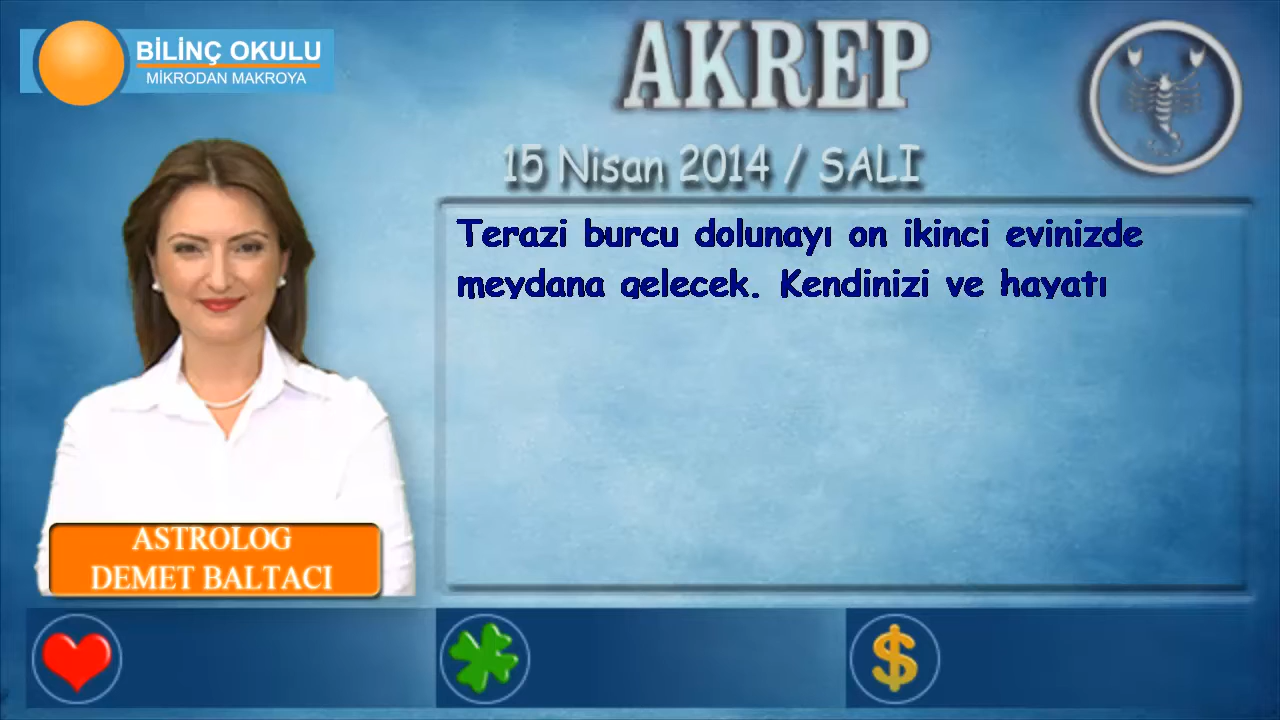 BİLİNÇ OKULU
MİKRODAN MAKROYA
AKREP
15 Nisan 2014 / SALI
Terazi burcu dolunayı on ikinci evinizde
meydana gelecek. Kendinizi ve hayatı
ASTROLOG
DEMET BALTACI